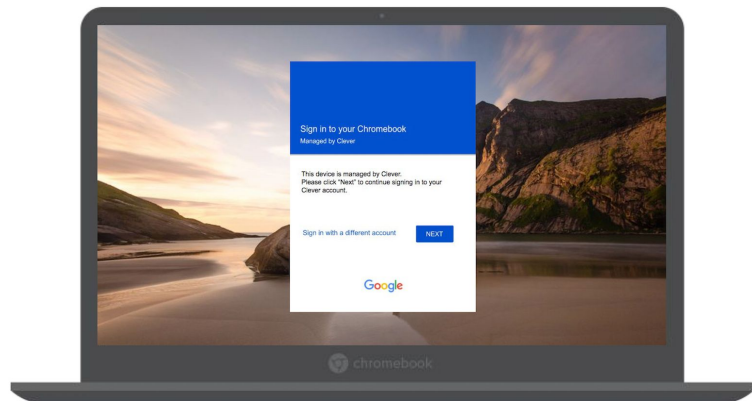 Sign in to your Chromebook
Managed by Clever
This device is managed by Clever.
Please click "Next" to continue signing in to your
Clever account.
Sign in with a different account
NEXT
Google
chromebook